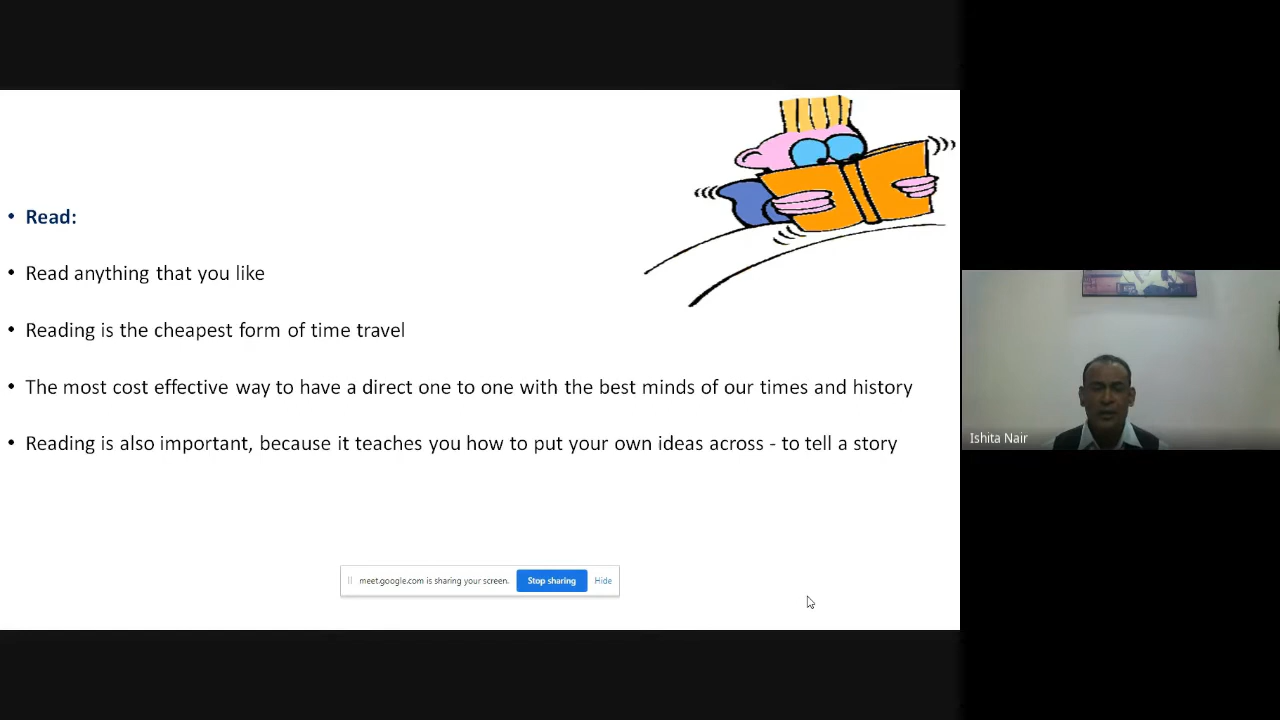 Read:
Read anything that you like
Reading is the cheapest form of time travel
The most cost effective way to have a direct one to one with the best minds of our times and history
Reading is also important, because it teaches you how to put your own ideas across - to tell a story
meet.google.com is sharing your screen. Stop sharing Hide
Ishita Nair